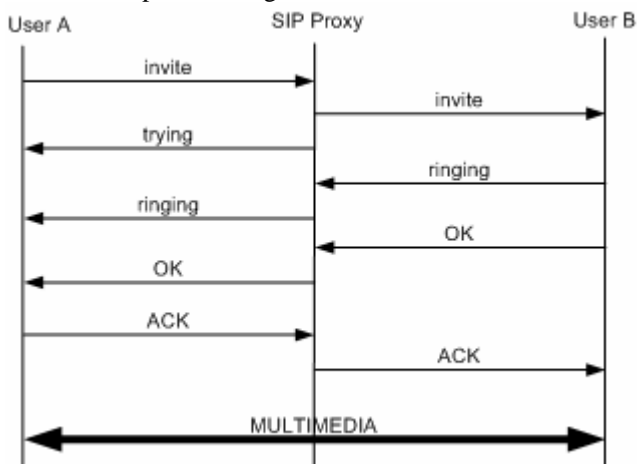 User A
SIP Proxy
User B
invite
invite
trying
ringing
ringing
OK
OK
ACK
ACK
MULTIMEDIA